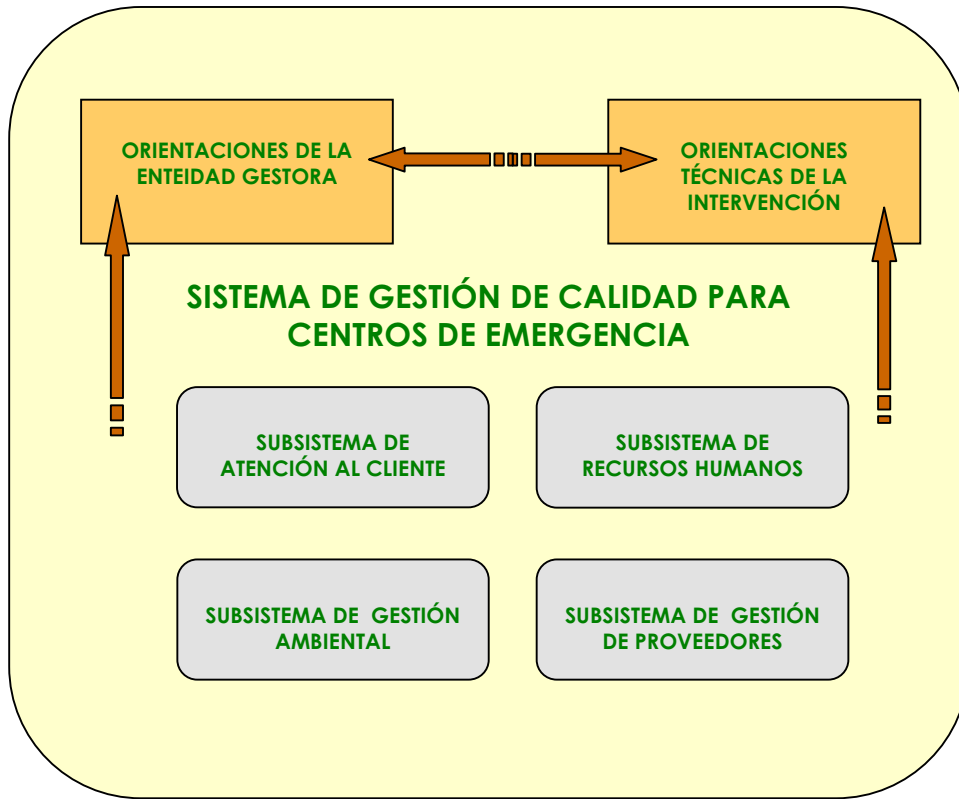 ORIENTACIONES DE LA
ENTEIDAD GESTORA
ORIENTACIONES
TÉCNICAS DE LA
INTERVENCIÓN
SISTEMA DE GESTIÓN DE CALIDAD PARA
CENTROS DE EMERGENCIA
SUBSISTEMA DE
ATENCIÓN AL CLIENTE
SUBSISTEMA DE
RECURSOS HUMANOS
SUBSISTEMA DE GESTIÓN
AMBIENTAL
SUBSISTEMA DE GESTIÓN
DE PROVEEDORES